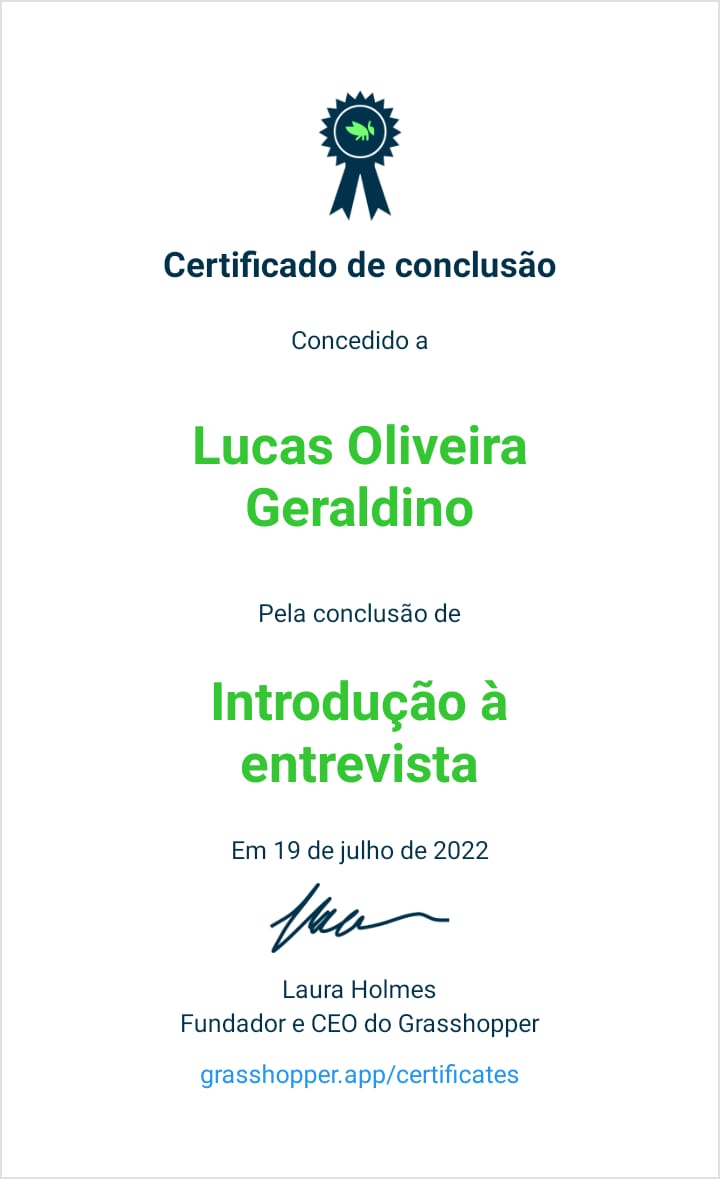 Certificado de conclusão
Concedido a
Lucas Oliveira
Geraldino
Pela conclusão de
Introdução à
entrevista
Em 19 de julho de 2022
Laura Holmes
Fundador e CEO do Grasshopper
grasshopper.app/certificates